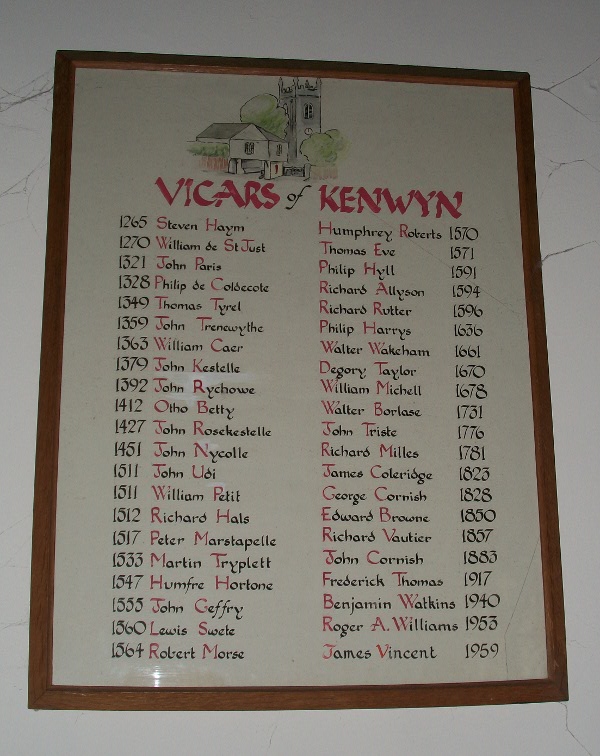 VICARS of KENWYN
1265 Steven Haym
1270 William de St Just
1321 John Paris
1328 Philip de Coldecote
1349 Thomas Tyrel
1359 John Trenewythe
1363 William Caer
1379 John Kestelle
1392 John Rychowe
1412 Otho Betty
1427 John Rosekestelle
1451 John Nycolle
1511 John Udi
1511 William Petit
1512 Richard Hals
1517 Peter Marstapelle
1533 Martin Tryplett
1547 Humfre Hortone
1555 John Geffry
1560 Lewis Swete
1564 Robert Morse
Humphrey Roberts 1570
Thomas Eve 1571
Philip Hyll 1591
Richard Allyson 1594
Richard Rutter 1596
Philip Harrys 1636
Walter Wakeham 1661
Degory Taylor 1670
William Michell 1678
Walter Borlase 1731
John Triste 1776
Richard Milles 1781
James Coleridge 1823
George Cornish 1828
Edward Browne 1850
Richard Vautier 1857
John Cornish 1883
Frederick Thomas 1917
Benjamin Watkins 1940
Roger A. Williams 1953
James Vincent 1959